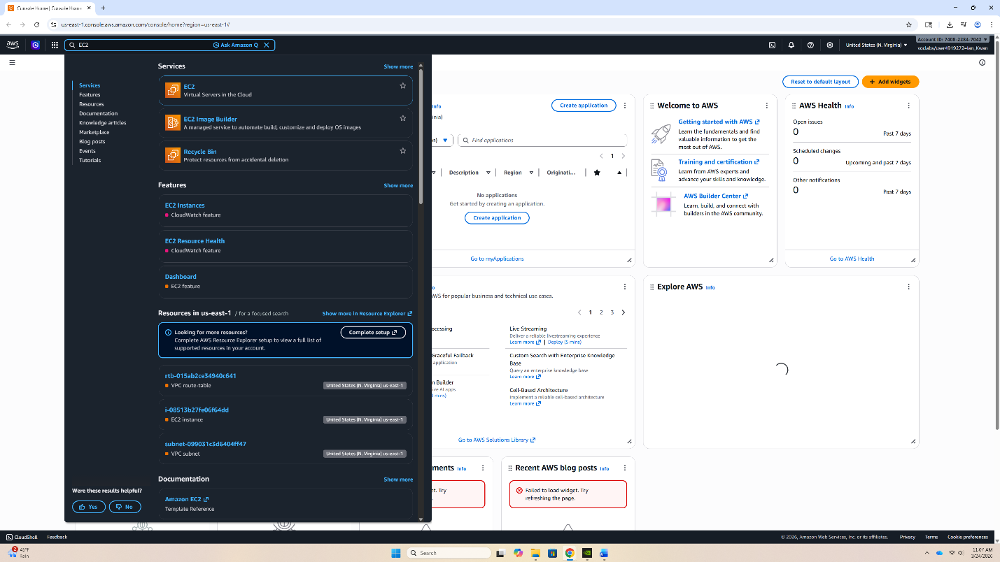 Console Home | Console Home
us-east-1.console.aws.amazon.com/console/home?region=us-east-1#
aws
EC2
Ask Amazon Q
United States (N. Virginia)
Account ID: 7408-2284-7042
voclabs/user4919272=Ian_Kwan
Services
Features
Resources
Documentation
Knowledge articles
Marketplace
Blog posts
Events
Tutorials
Were these results helpful?
Yes
No
Services
Show more
EC2
Virtual Servers in the Cloud
EC2 Image Builder
A managed service to automate build, customize and deploy OS images
Recycle Bin
Protect resources from accidental deletion
Features
Show more
EC2 Instances
CloudWatch feature
EC2 Resource Health
CloudWatch feature
Dashboard
EC2 feature
Resources in us-east-1 / for a focused search
Show more in Resource Explorer
Looking for more resources?
Complete AWS Resource Explorer setup to view a full list of
supported resources in your account.
Complete setup
rtb-015ab2ce34940c641
VPC route-table
United States (N. Virginia) us-east-1
i-08513b27fe06f64dd
EC2 instance
United States (N. Virginia) us-east-1
subnet-099031c3d6404ff47
VPC subnet
United States (N. Virginia) us-east-1
Documentation
Show more
Amazon EC2
Template Reference
Reset to default layout
Add widgets
Info
Create application
Find applications
1
Description
Region
Originati...
No applications
Get started by creating an application.
Create application
Go to myApplications
Welcome to AWS
Getting started with AWS
Learn the fundamentals and find
valuable information to get the
most out of AWS.
Training and certification
Learn from AWS experts and
advance your skills and knowledge.
AWS Builder Center
Learn, build, and connect with
builders in the AWS community.
AWS Health Info
Open issues
0
Past 7 days
Scheduled changes
0
Upcoming and past 7 days
Other notifications
0
Past 7 days
Go to AWS Health
AWS for popular business and technical use cases.
1 2 3
Graceful Failback
application
n Builder
Live Streaming
Deliver a reliable livestreaming experience
Learn more | Deploy (5 mins)
Custom Search with Enterprise Knowledge
Base
Query an enterprise knowledge base
Learn more
Cell-Based Architecture
Implement a reliable cell-based architecture
Learn more
Go to AWS Solutions Library
Explore AWS Info
ments Info
et. Try
Recent AWS blog posts Info
Failed to load widget. Try
refreshing the page.
CloudShell
Feedback
© 2026, Amazon Web Services, Inc. or its affiliates.
Privacy
Terms
Cookie preferences
2
45°F
Rain
Search
11:07 AM
3/24/2026